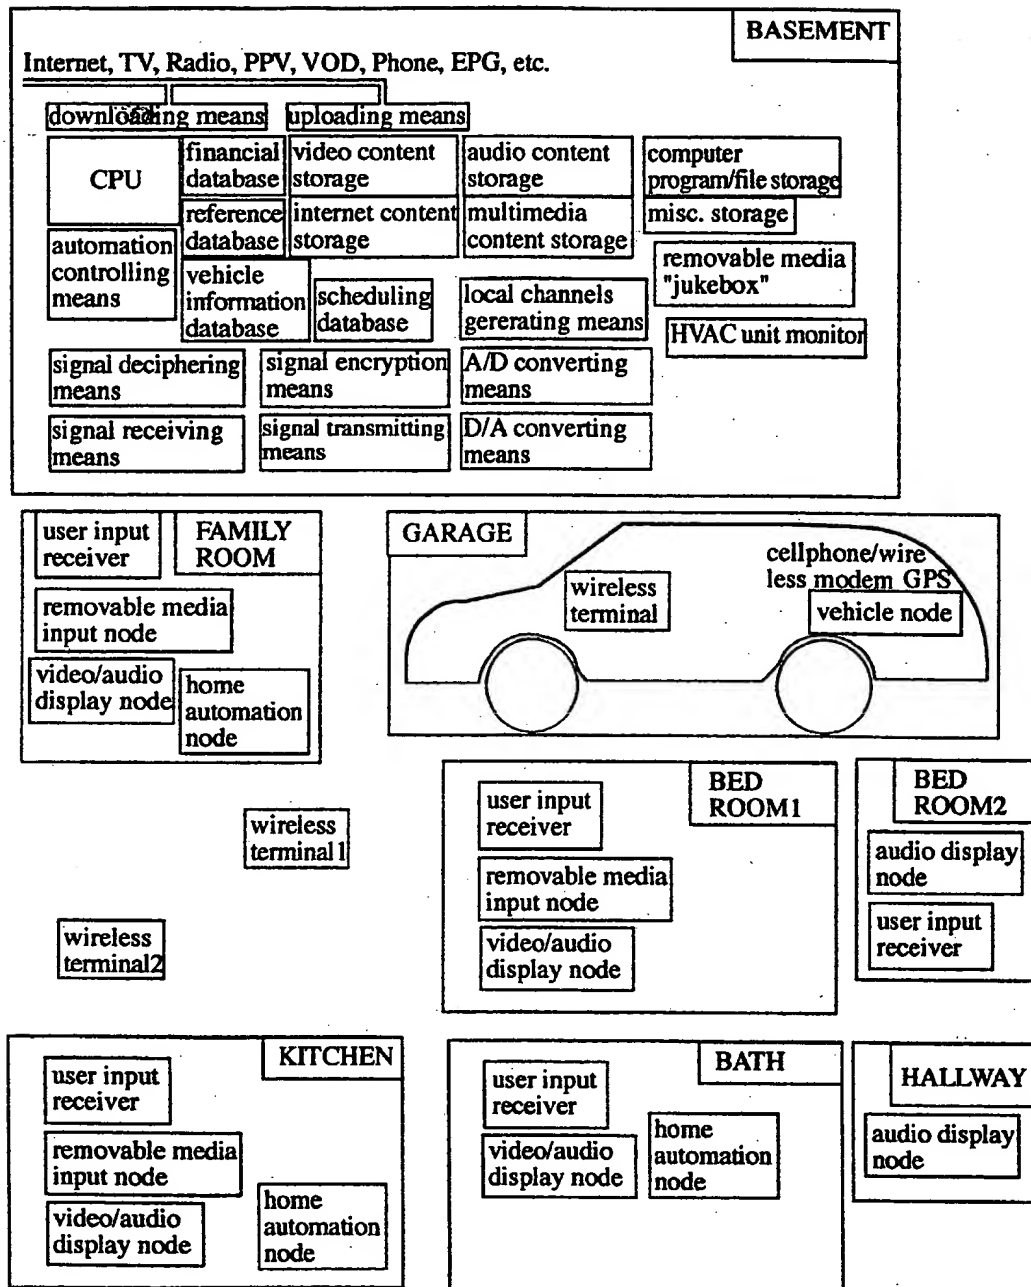 BASEMENT
Internet, TV, Radio, PPV, VOD, Phone, EPG, etc.
downloading means
uploading means
CPU
financial
database
video content
storage
audio content
storage
computer
program/file storage
reference
database
internet content
storage
multimedia
content storage
misc. storage
automation
controlling
means
vehicle
information
database
scheduling
database
local channels
gererating means
removable media
"jukebox"
HVAC unit monitor
signal deciphering
means
signal encryption
means
A/D converting
means
signal receiving
means
signal transmitting
means
D/A converting
means
user input
receiver
FAMILY
ROOM
removable media
input node
video/audio
display node
home
automation
node
GARAGE
wireless
terminal
cellphone/wire
less modem GPS
vehicle node
wireless
terminal1
wireless
terminal2
BED
ROOM1
user input
receiver
removable media
input node
video/audio
display node
BED
ROOM2
audio display
node
user input
receiver
KITCHEN
user input
receiver
removable media
input node
video/audio
display node
home
automation
node
BATH
user input
receiver
video/audio
display node
home
automation
node
HALLWAY
audio display
node